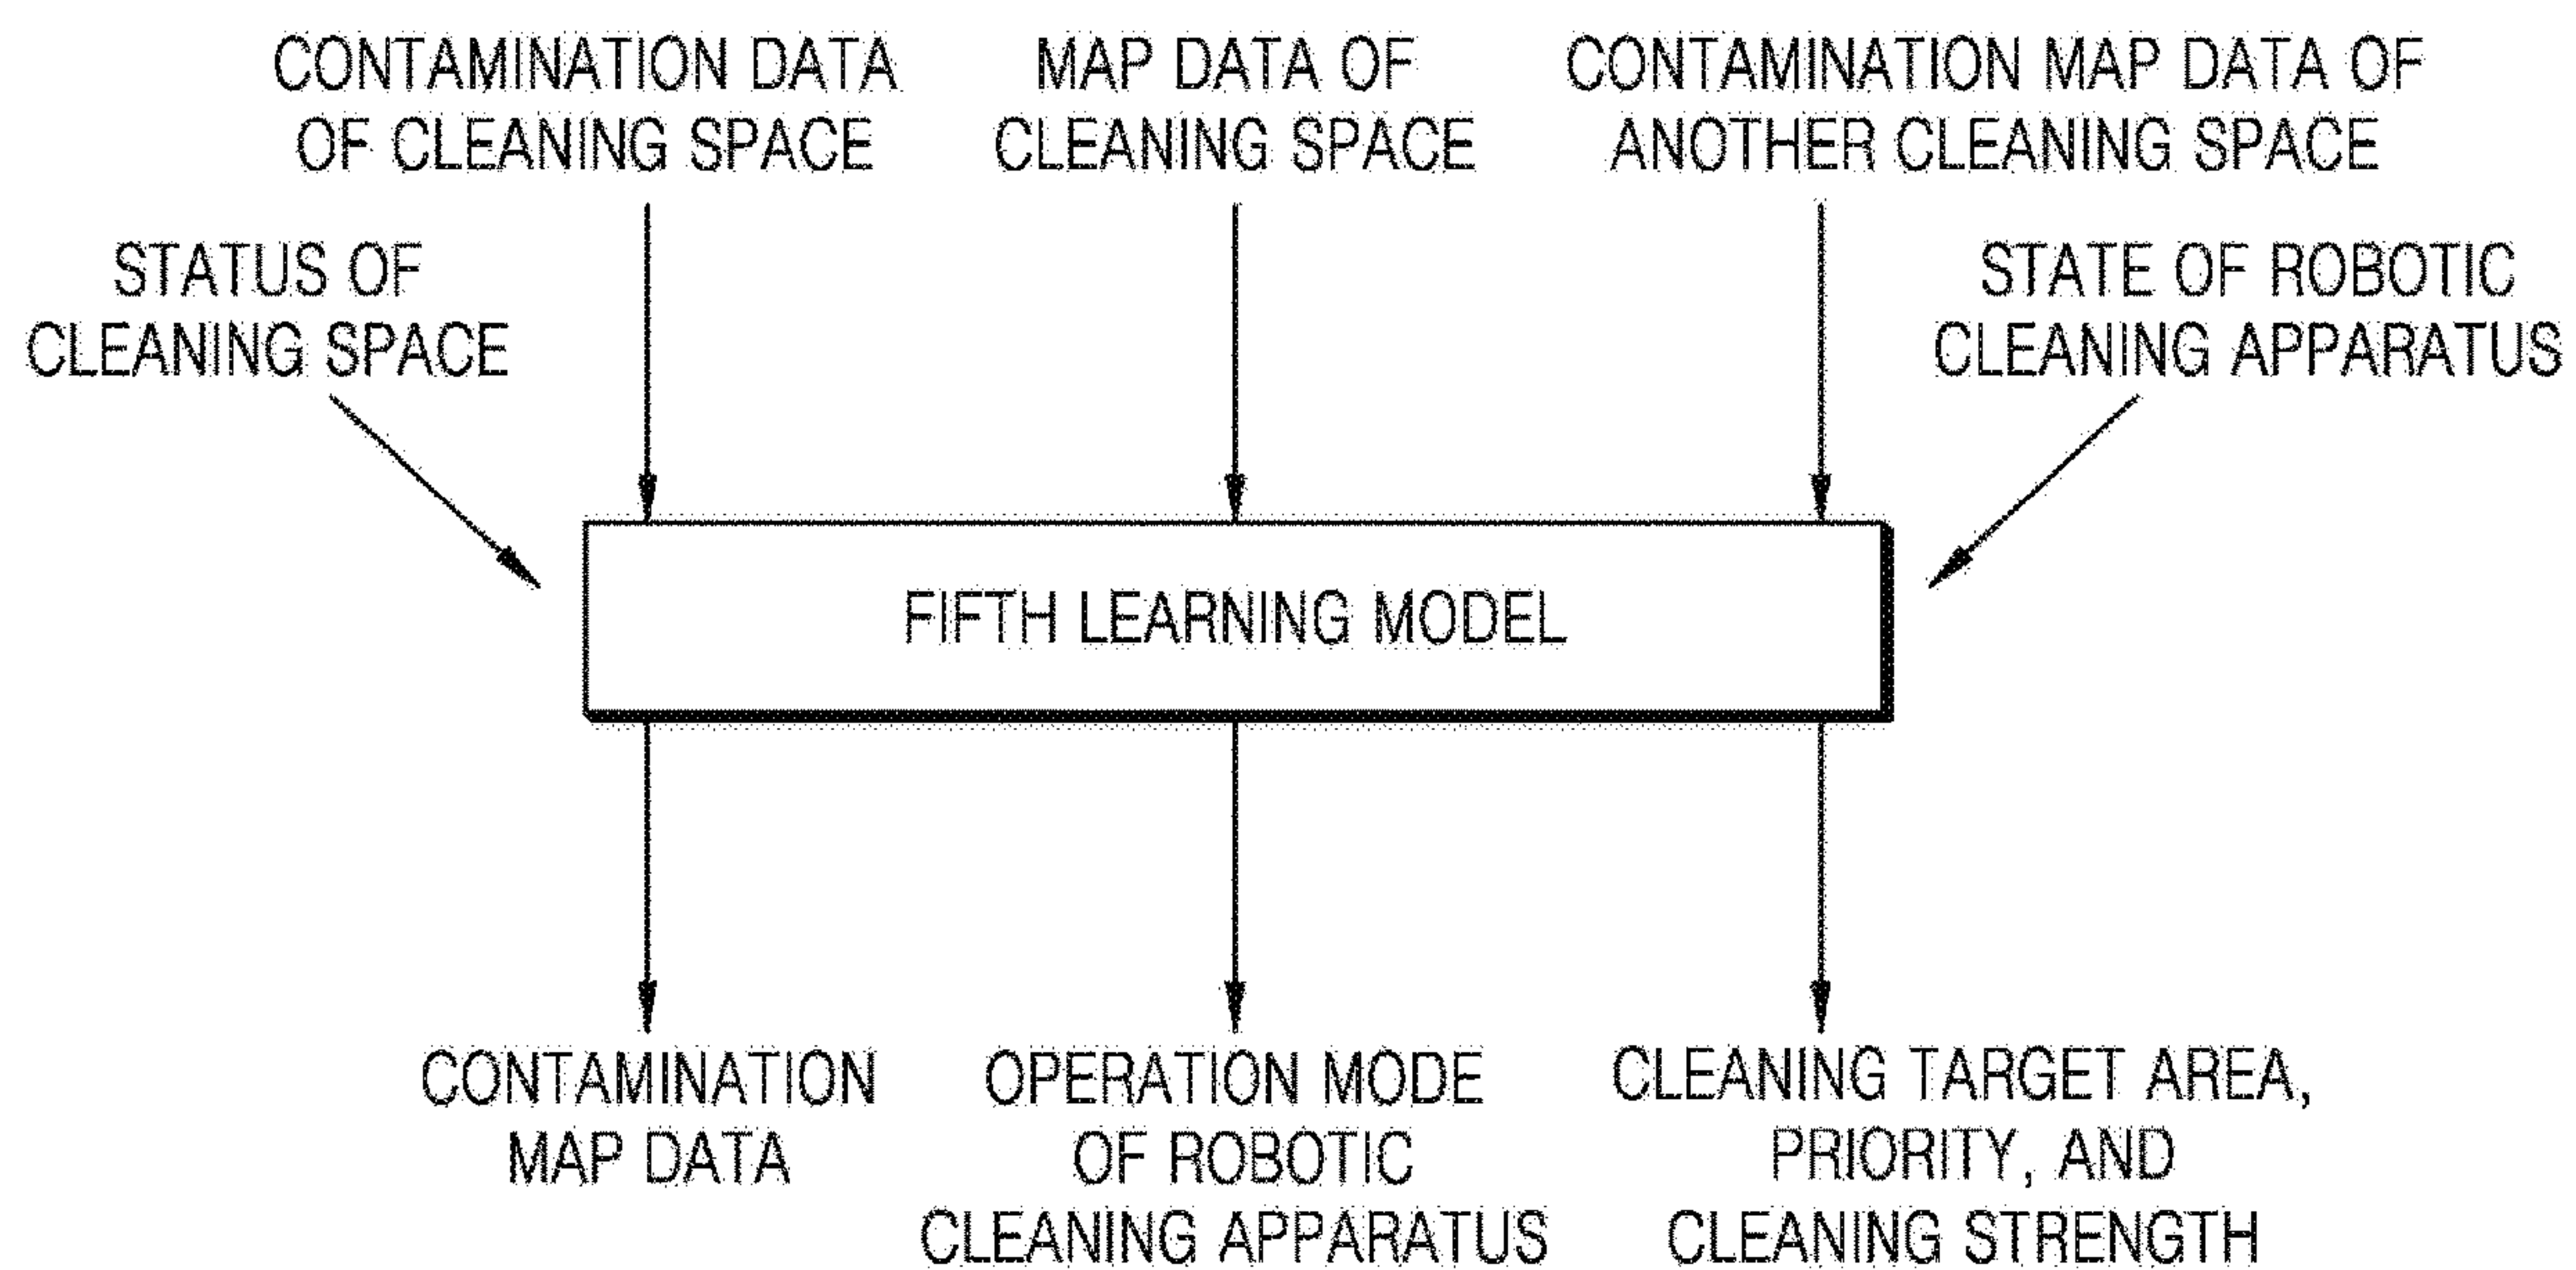 CONTAMINATION DATA
OF CLEANING SPACE
MAP DATA OF
CLEANING SPACE
CONTAMINATION MAP DATA OF
ANOTHER CLEANING SPACE
STATUS OF
CLEANING SPACE
STATE OF ROBOTIC
CLEANING APPARATUS
FIFTH LEARNING MODEL
CONTAMINATION
MAP DATA
OPERATION MODE
OF ROBOTIC
CLEANING APPARATUS
CLEANING TARGET AREA,
PRIORITY, AND
CLEANING STRENGTH